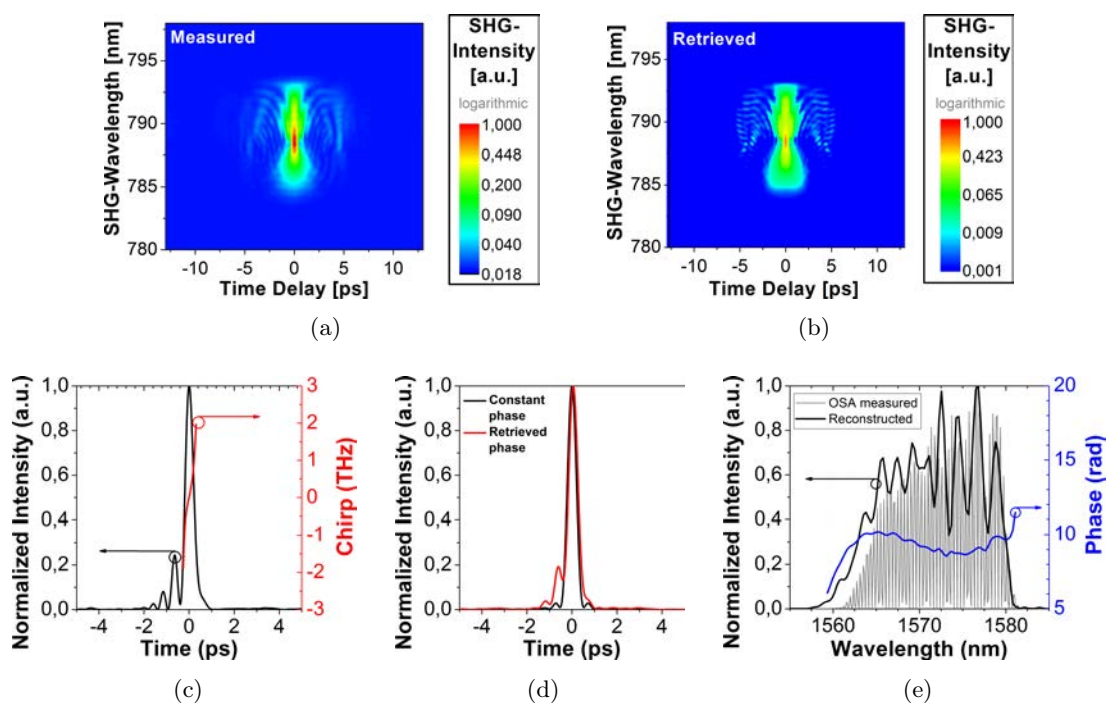 Measured
SHG-Wavelength [nm]
795
790
785
780
-10 -5 0 5 10
Time Delay [ps]
SHG-
Intensity
[a.u.]
logarithmic
1,000
0,448
0,200
0,090
0,040
0,018
(a)
Retrieved
SHG-Wavelength [nm]
795
790
785
780
-10 -5 0 5 10
Time Delay [ps]
SHG-
Intensity
[a.u.]
logarithmic
1,000
0,423
0,065
0,009
0,001
(b)
Normalized Intensity (a.u.)
1,0
0,8
0,6
0,4
0,2
0,0
-4 -2 0 2 4
Time (ps)
3
2
1
0
-1
-2
-3
Chirp (THz)
(c)
Normalized Intensity (a.u.)
1,0
0,8
0,6
0,4
0,2
0,0
Constant
phase
Retrieved
phase
-4 -2 0 2 4
Time (ps)
(d)
Normalized Intensity (a.u.)
1,0
0,8
0,6
0,4
0,2
0,0
OSA measured
Reconstructed
1560 1570 1580
Wavelength (nm)
20
15
10
5
Phase (rad)
(e)